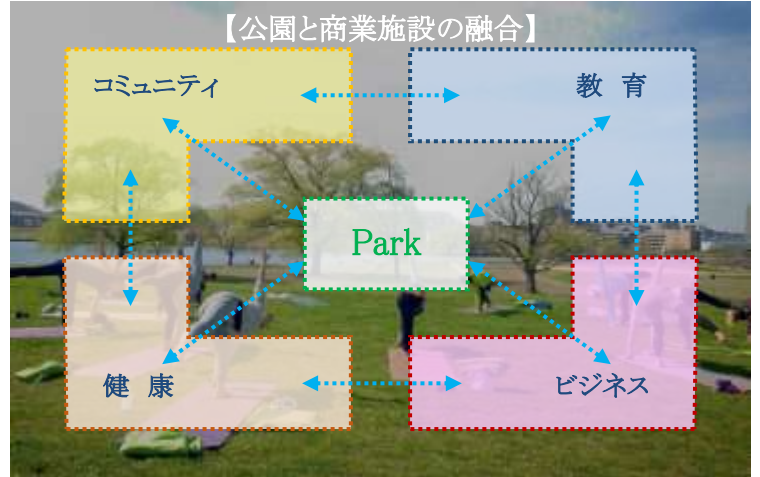 【公園と商業施設の融合】
コミュニティ
教　育
Park
健　康
ビジネス